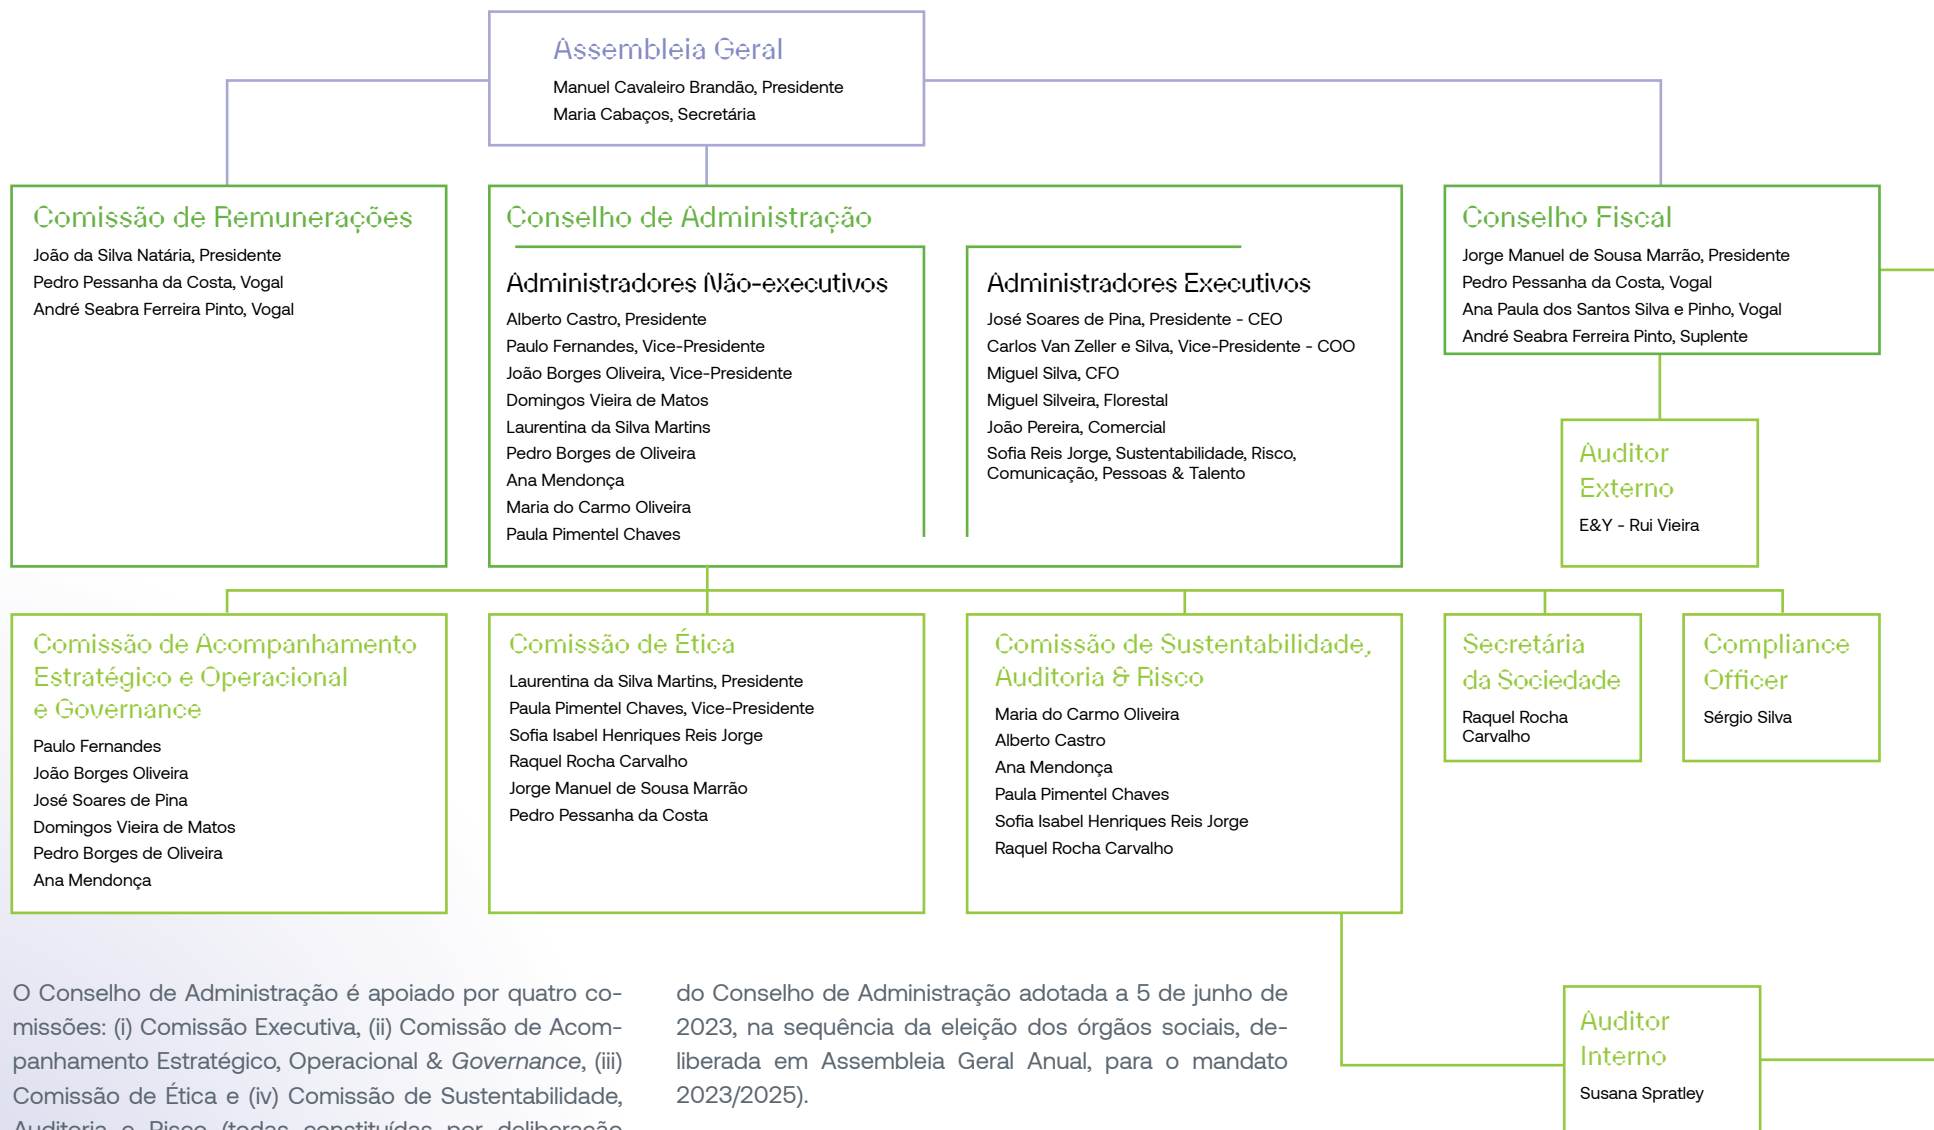 Assembleia Geral
Manuel Cavaleiro Brandão, Presidente
Maria Cabaços, Secretária
Comissão de Remunerações
João da Silva Natária, Presidente
Pedro Pessanha da Costa, Vogal
André Seabra Ferreira Pinto, Vogal
Conselho de Administração
Administradores Não-executivos
Alberto Castro, Presidente
Paulo Fernandes, Vice-Presidente
João Borges Oliveira, Vice-Presidente
Domingos Vieira de Matos
Laurentina da Silva Martins
Pedro Borges de Oliveira
Ana Mendonça
Maria do Carmo Oliveira
Paula Pimentel Chaves
Administradores Executivos
José Soares de Pina, Presidente - CEO
Carlos Van Zeller e Silva, Vice-Presidente - COO
Miguel Silva, CFO
Miguel Silveira, Florestal
João Pereira, Comercial
Sofia Reis Jorge, Sustentabilidade, Risco,
Comunicação, Pessoas & Talento
Conselho Fiscal
Jorge Manuel de Sousa Marrão, Presidente
Pedro Pessanha da Costa, Vogal
Ana Paula dos Santos Silva e Pinho, Vogal
André Seabra Ferreira Pinto, Suplente
Auditor
Externo
E&Y - Rui Vieira
Comissão de Acompanhamento
Estratégico e Operacional
e Governance
Paulo Fernandes
João Borges Oliveira
José Soares de Pina
Domingos Vieira de Matos
Pedro Borges de Oliveira
Ana Mendonça
Comissão de Ética
Laurentina da Silva Martins, Presidente
Paula Pimentel Chaves, Vice-Presidente
Sofia Isabel Henriques Reis Jorge
Raquel Rocha Carvalho
Jorge Manuel de Sousa Marrão
Pedro Pessanha da Costa
Comissão de Sustentabilidade,
Auditoria & Risco
Maria do Carmo Oliveira
Alberto Castro
Ana Mendonça
Paula Pimentel Chaves
Sofia Isabel Henriques Reis Jorge
Raquel Rocha Carvalho
Secretária
da Sociedade
Raquel Rocha
Carvalho
Compliance
Officer
Sérgio Silva
O Conselho de Administração é apoiado por quatro co-
missões: (i) Comissão Executiva, (ii) Comissão de Acom-
panhamento Estratégico, Operacional & Governance, (iii)
Comissão de Ética e (iv) Comissão de Sustentabilidade,
Auditoria e Risco (todas constituídas por deliberação
do Conselho de Administração adotada a 5 de junho de
2023, na sequência da eleição dos órgãos sociais, de-
liberada em Assembleia Geral Anual, para o mandato
2023/2025).
Auditor
Interno
Susana Spratley